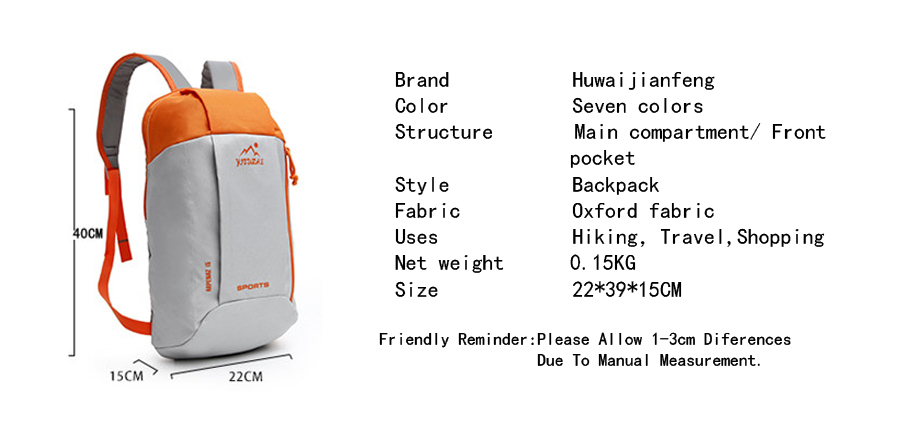 Brand Huwaijianfeng
Color Seven colors
Structure Main compartment/ Front
pocket
Style Backpack
Fabric Oxford fabric
Uses Hiking, Travel,Shopping
Net weight 0.15KG
Size 22*39*15CM
Friendly Reminder:Please Allow 1-3cm Diferences
Due To Manual Measurement.
40CM
SPORTS
15CM
22CM